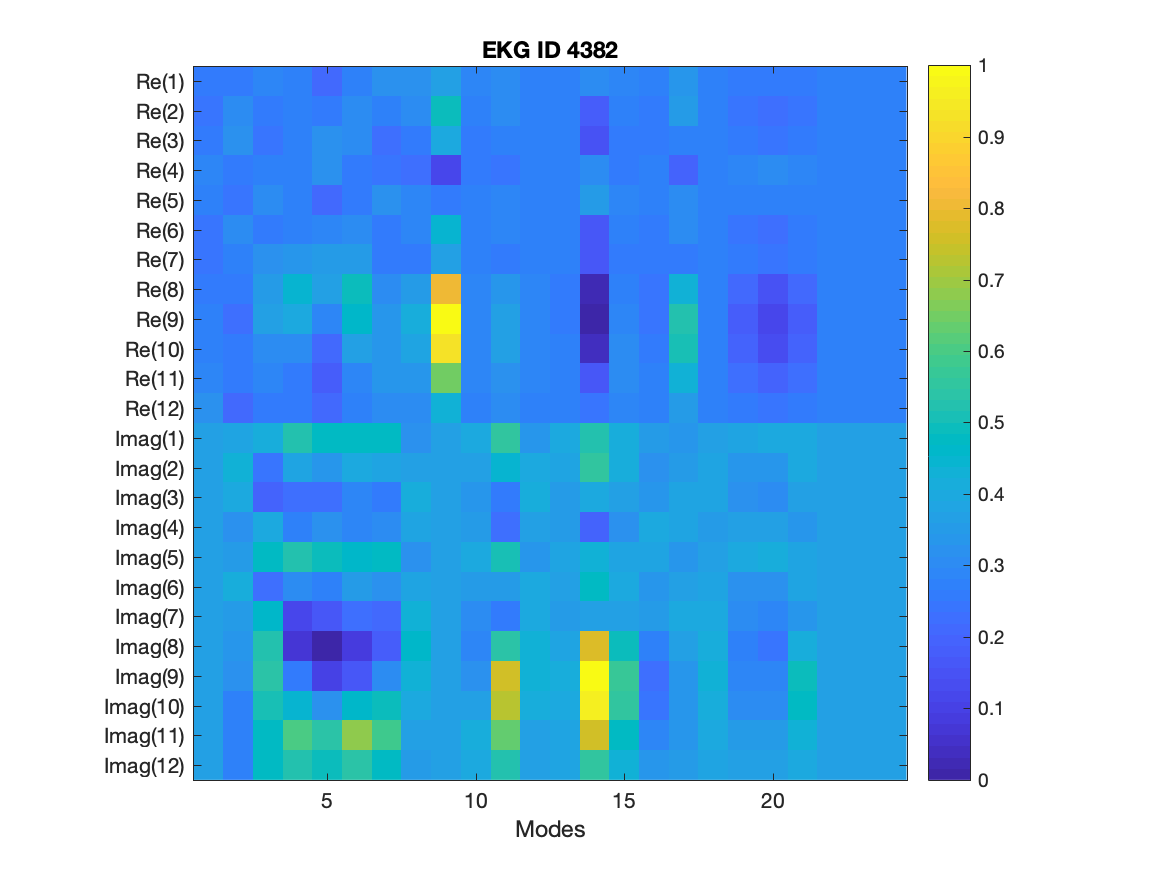 EKG ID 4382
Re(1)
Re(2)
Re(3)
Re(4)
Re(5)
Re(6)
Re(7)
Re(8)
Re(9)
Re(10)
Re(11)
Re(12)
Imag(1)
Imag(2)
Imag(3)
Imag(4)
Imag(5)
Imag(6)
Imag(7)
Imag(8)
Imag(9)
Imag(10)
Imag(11)
Imag(12)
5 10 15 20
Modes
1
0.9
0.8
0.7
0.6
0.5
0.4
0.3
0.2
0.1
0